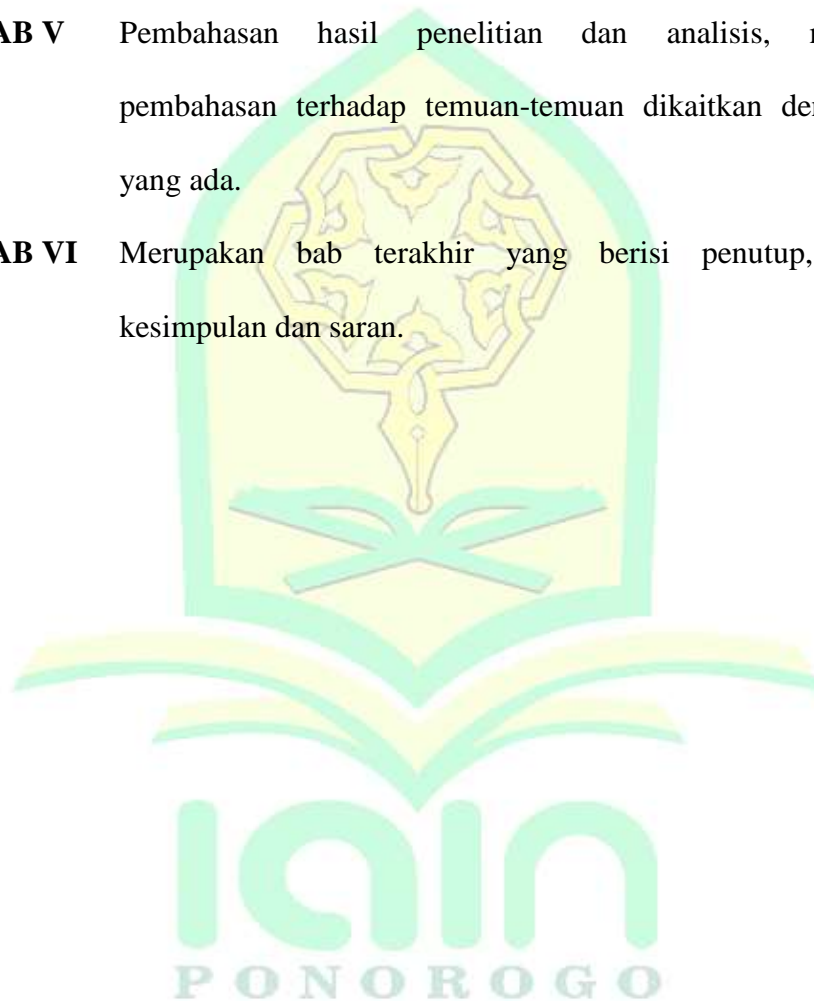 AB V Pembahasan hasil penelitian dan analisis,
pembahasan terhadap temuan-temuan dikaitkan
yang ada.
AB VI Merupakan bab terakhir yang berisi penutup,
kesimpulan dan saran.
iain
PONOROGO